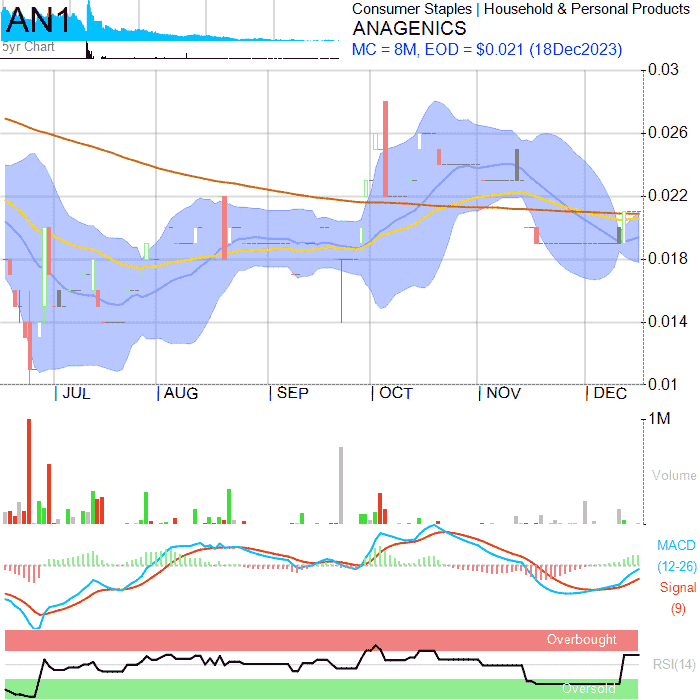 AN1
5yr Chart
Consumer Staples | Household & Personal Products
ANAGENICS
MC = 8M, EOD = $0.021 (18Dec2023)
0.03
0.026
0.022
0.018
0.014
0.01
JUL AUG SEP OCT NOV DEC
1M
Volume
MACD
(12-26)
Signal
(9)
Overbought
RSI(14)
Oversold